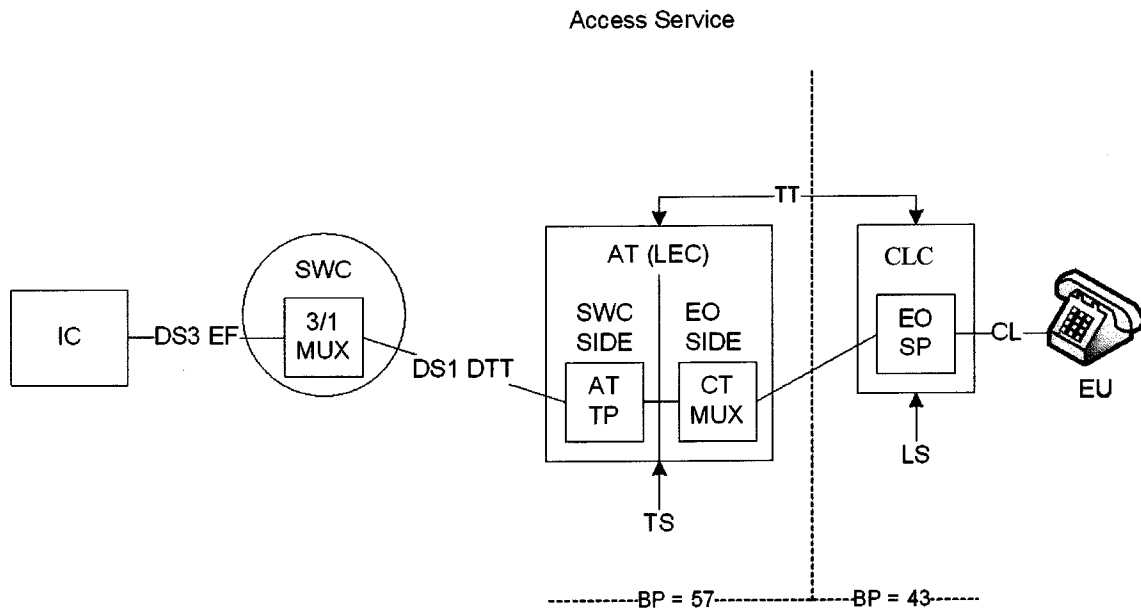 Access Service
TT
AT (LEC)
CLC
SWC
SWC
SIDE
EO
SIDE
IC
DS3 EF
3/1
MUX
DS1 DTT
AT
TP
CT
MUX
EO
SP
CL
EU
LS
TS
BP = 57
BP = 43